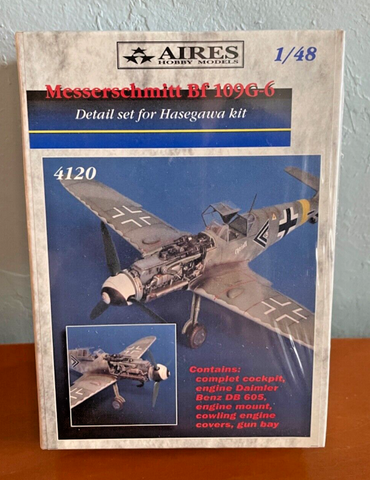 AIRES
HOBBY MODELS
1/48
Messerschmitt Bf 109G-6
Detail set for Hasegawa kit
4120
Contains:
complet cockpit,
engine Daimler
Benz DB 605,
engine mount,
cowling engine
covers, gun bay